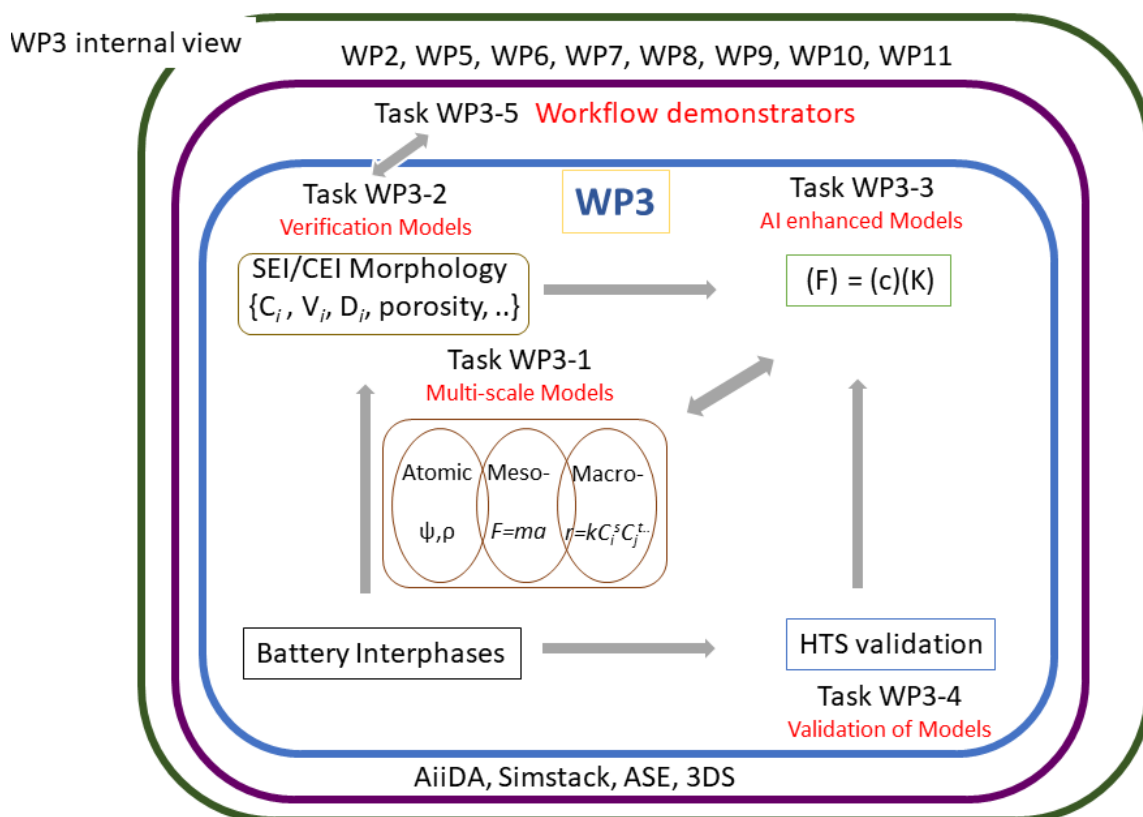 WP3 internal view
WP2, WP5, WP6, WP7, WP8, WP9, WP10, WP11
Task WP3-5 Workflow demonstrators
Task WP3-2
Verification Models
WP3
Task WP3-3
AI enhanced Models
SEI/CEI Morphology
{Cᵢ , Vᵢ, Dᵢ, porosity, ..}
(F) = (c)(K)
Task WP3-1
Multi-scale Models
Atomic Meso- Macro-
ψ,ρ F=ma r=kCᵢˢCⱼᵗ··
Battery Interphases
HTS validation
Task WP3-4
Validation of Models
AiiDA, Simstack, ASE, 3DS